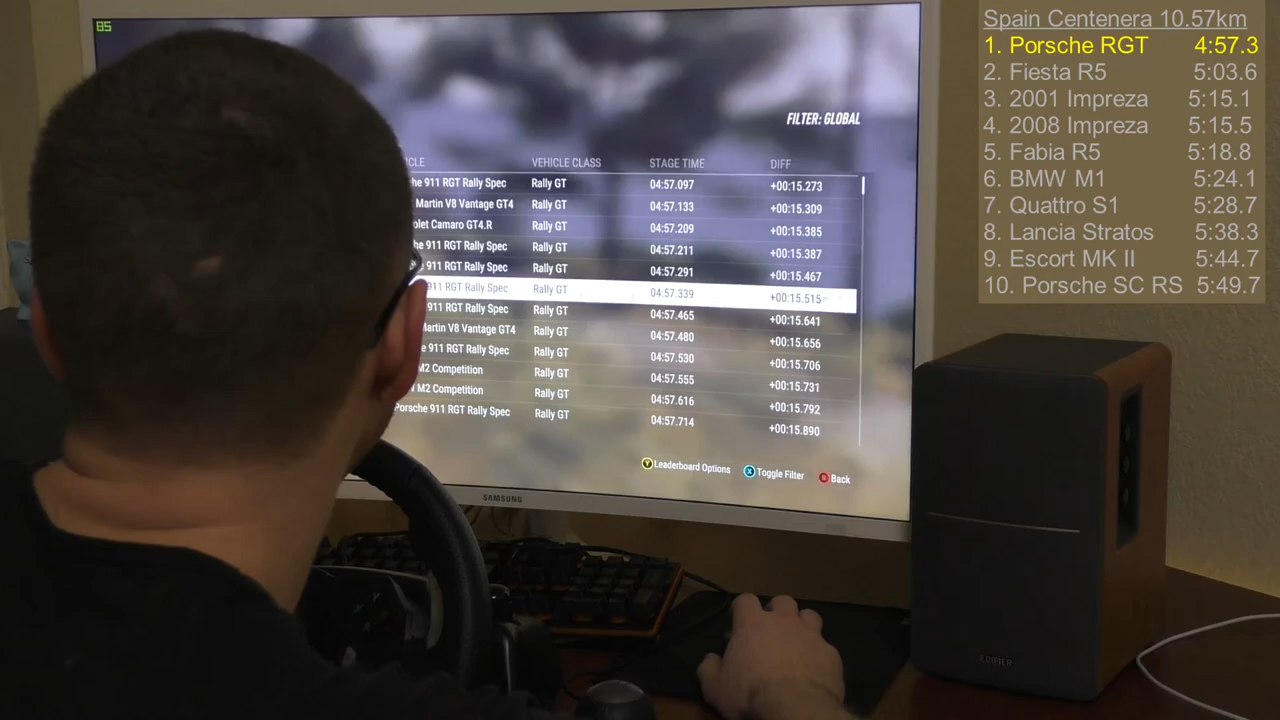 85
Spain Centenera 10.57km
1. Porsche RGT 4:57.3
2. Fiesta R5 5:03.6
3. 2001 Impreza 5:15.1
4. 2008 Impreza 5:15.5
5. Fabia R5 5:18.8
6. BMW M1 5:24.1
7. Quattro S1 5:28.7
8. Lancia Stratos 5:38.3
9. Escort MK II 5:44.7
10. Porsche SC RS 5:49.7
FILTER: GLOBAL
CLE VEHICLE CLASS STAGE TIME DIFF
he 911 RGT Rally Spec Rally GT 04:57.097 +00:15.273
Martin V8 Vantage GT4 Rally GT 04:57.133 +00:15.309
olet Camaro GT4.R Rally GT 04:57.209 +00:15.385
he 911 RGT Rally Spec Rally GT 04:57.211 +00:15.387
911 RGT Rally Spec Rally GT 04:57.291 +00:15.467
911 RGT Rally Spec Rally GT 04:57.339 +00:15.515
911 RGT Rally Spec Rally GT 04:57.465 +00:15.641
Martin V8 Vantage GT4 Rally GT 04:57.480 +00:15.656
e 911 RGT Rally Spec Rally GT 04:57.530 +00:15.706
M2 Competition Rally GT 04:57.555 +00:15.731
M2 Competition Rally GT 04:57.616 +00:15.792
Porsche 911 RGT Rally Spec Rally GT 04:57.714 +00:15.890
Y Leaderboard Options X Toggle Filter B Back
SAMSUNG
X Y
EDIFIER